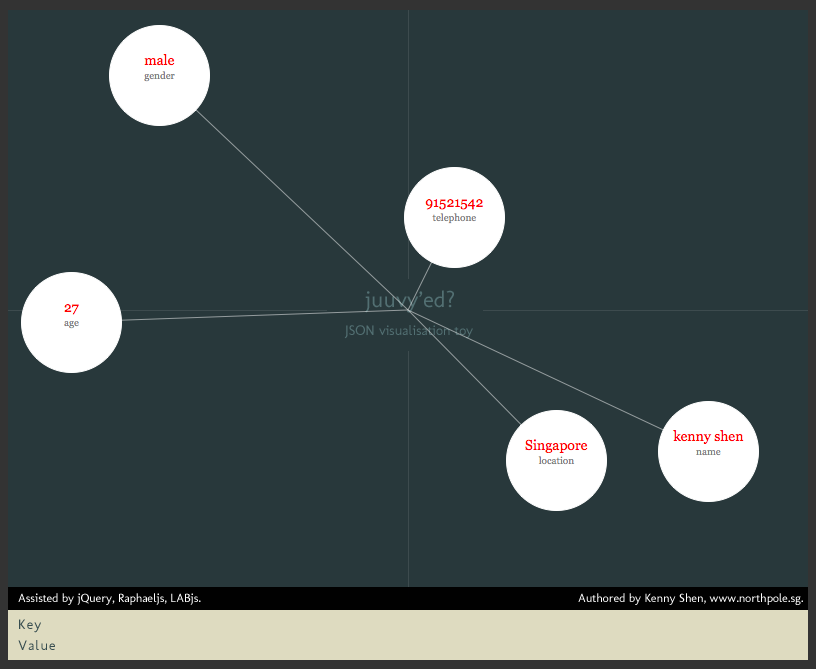 male
gender
91521542
telephone
juuvy'ed?
JSON visualisation toy
27
age
Singapore
location
kenny shen
name
Assisted by jQuery, Raphaeljs, LABjs.
Authored by Kenny Shen, www.northpole.sg.
Key
Value